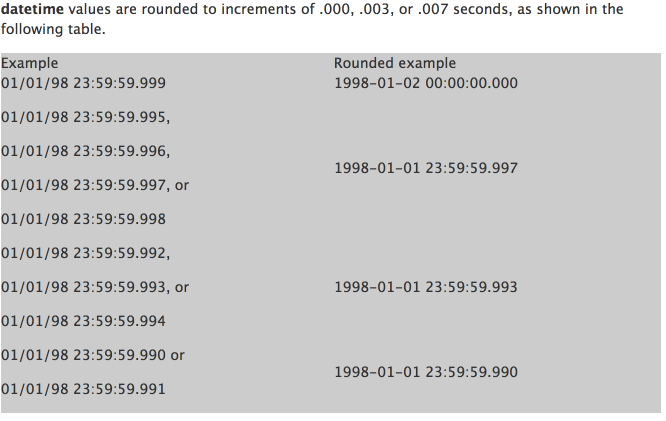 datetime values are rounded to increments of .000, .003, or .007 seconds, as shown in the
following table.
Example Rounded example
01/01/98 23:59:59.999 1998-01-02 00:00:00.000
01/01/98 23:59:59.995,
01/01/98 23:59:59.996,
1998-01-01 23:59:59.997
01/01/98 23:59:59.997, or
01/01/98 23:59:59.998
01/01/98 23:59:59.992,
01/01/98 23:59:59.993, or 1998-01-01 23:59:59.993
01/01/98 23:59:59.994
01/01/98 23:59:59.990 or
1998-01-01 23:59:59.990
01/01/98 23:59:59.991